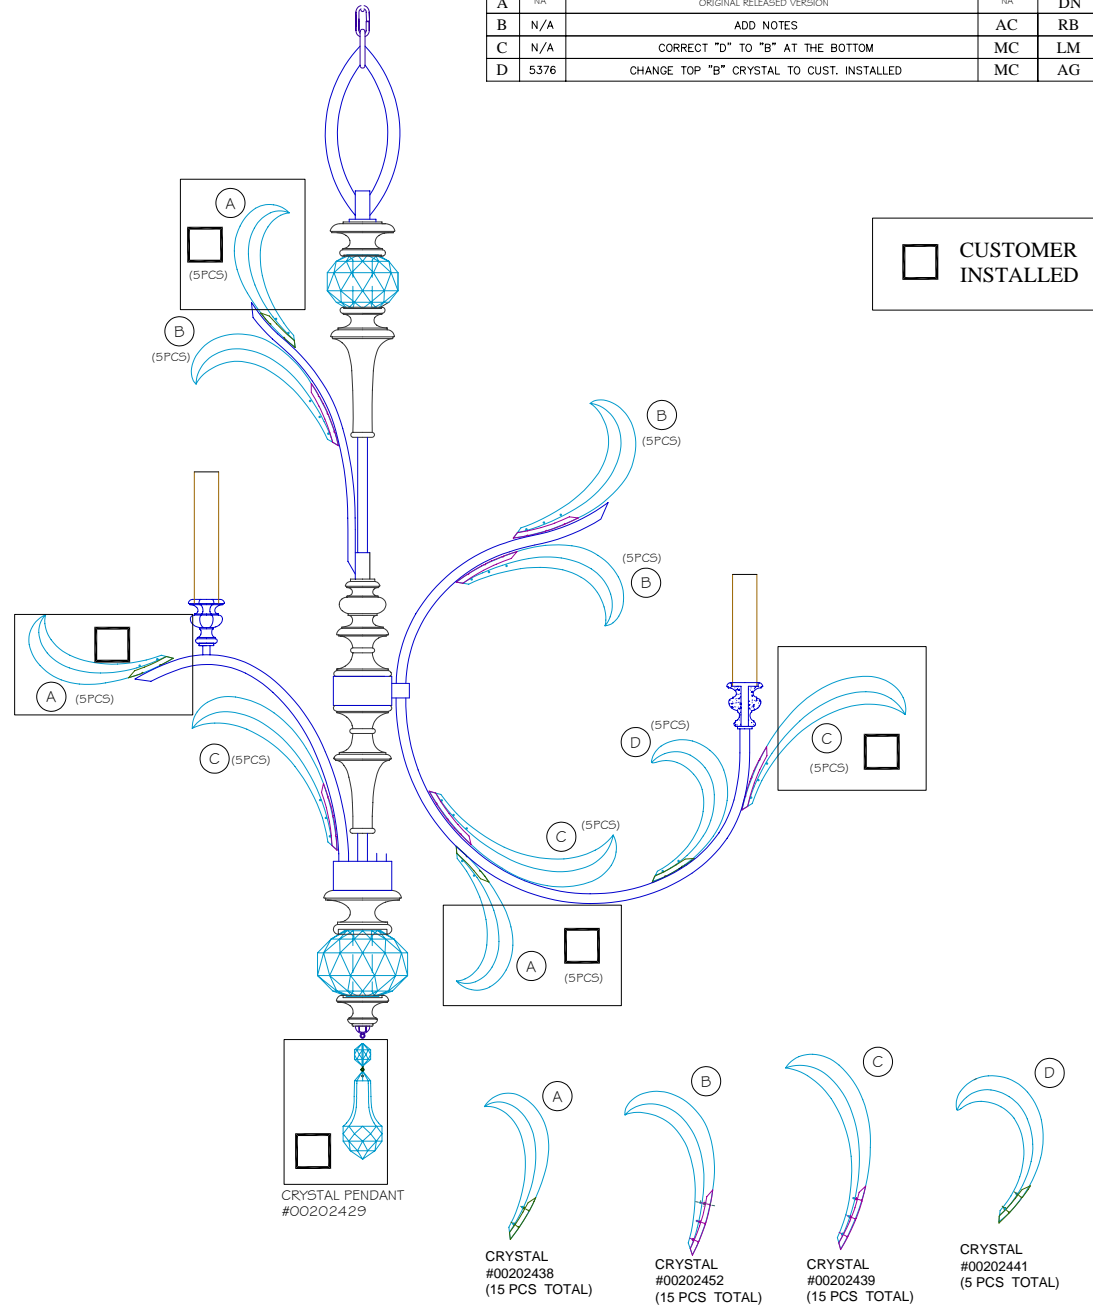 A NA ORIGINAL RELEASED VERSION NA DN
B N/A ADD NOTES AC RB
C N/A CORRECT "D" TO "B" AT THE BOTTOM MC LM
D 5376 CHANGE TOP "B" CRYSTAL TO CUST. INSTALLED MC AG
CUSTOMER
INSTALLED
A
(5PCS)
B
(5PCS)
B
(5PCS)
(5PCS)
B
A (5PCS)
C (5PCS)
D (5PCS)
C
(5PCS)
C (5PCS)
A
(5PCS)
CRYSTAL PENDANT
#00202429
A
CRYSTAL
#00202438
(15 PCS TOTAL)
B
CRYSTAL
#00202452
(15 PCS TOTAL)
C
CRYSTAL
#00202439
(15 PCS TOTAL)
D
CRYSTAL
#00202441
(5 PCS TOTAL)